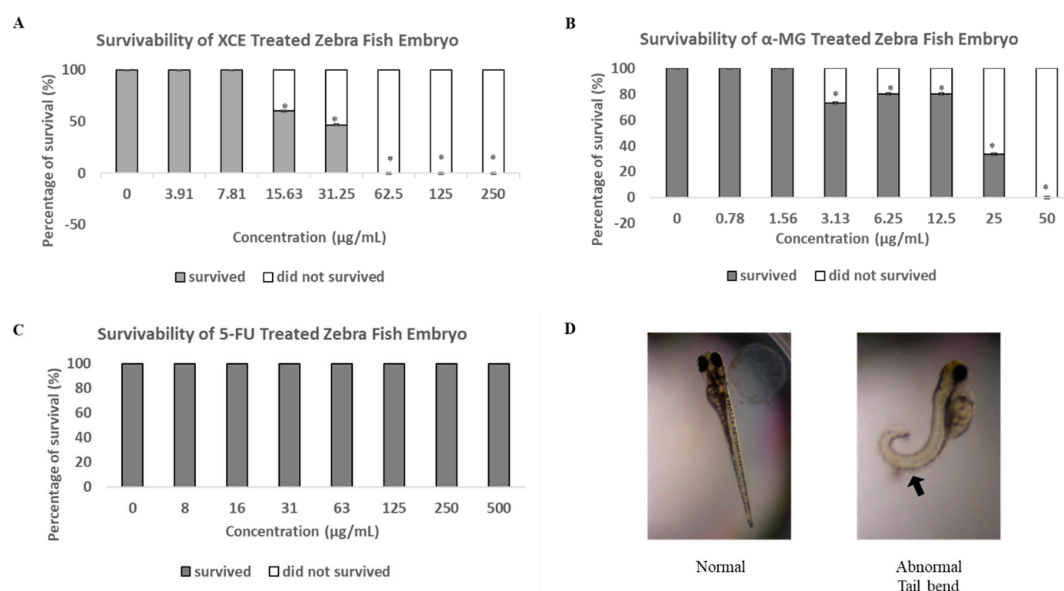 A
Survivability of XCE Treated Zebra Fish Embryo
Percentage of survival (%)
100
50
0
-50
*
*
*
*
*
0 3.91 7.81 15.63 31.25 62.5 125 250
Concentration (µg/mL)
survived did not survived
B
Survivability of α-MG Treated Zebra Fish Embryo
Percentage of survival (%)
100
80
60
40
20
0
-20
*
*
*
*
*
0 0.78 1.56 3.13 6.25 12.5 25 50
Concentration (µg/mL)
survived did not survived
C
Survivability of 5-FU Treated Zebra Fish Embryo
Percentage of survival (%)
100
80
60
40
20
0
0 8 16 31 63 125 250 500
Concentration (µg/mL)
survived did not survived
D
Normal
Abnormal
Tail bend